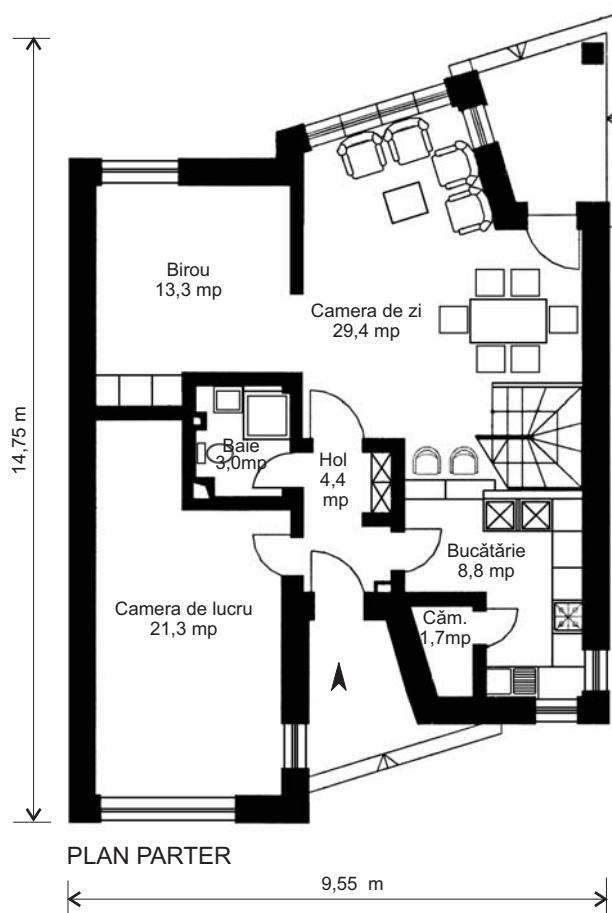 Birou
13,3 mp
Camera de zi
29,4 mp
14,75 m
Baie
3,0mp
Hol
4,4
mp
Bucătărie
8,8 mp
Camera de lucru
21,3 mp
Căm.
1,7mp
PLAN PARTER
9,55 m